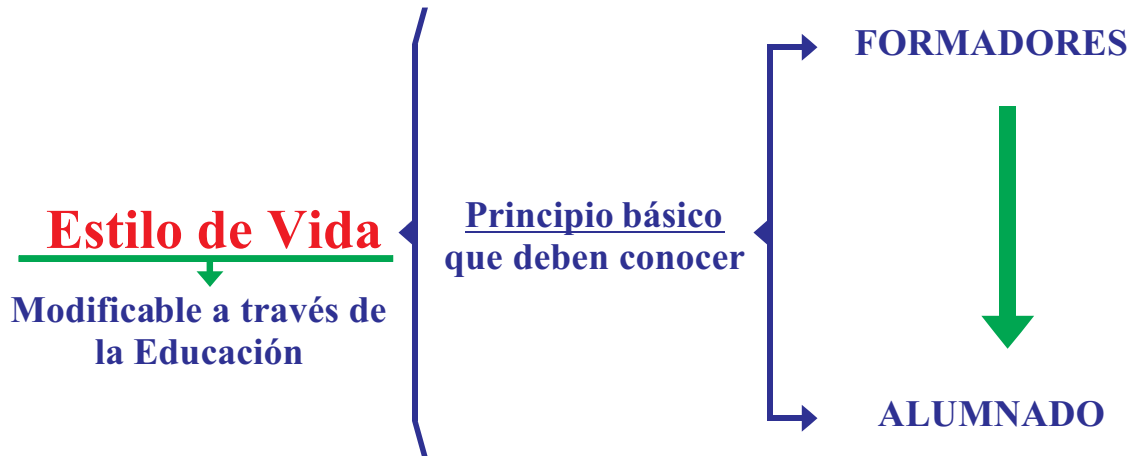 Estilo de Vida
Modificable a través de
la Educación
Principio básico
que deben conocer
FORMADORES
ALUMNADO